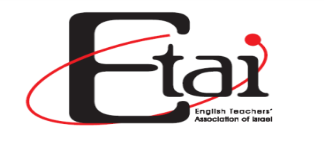 Etai
English Teachers'
Association of Israel